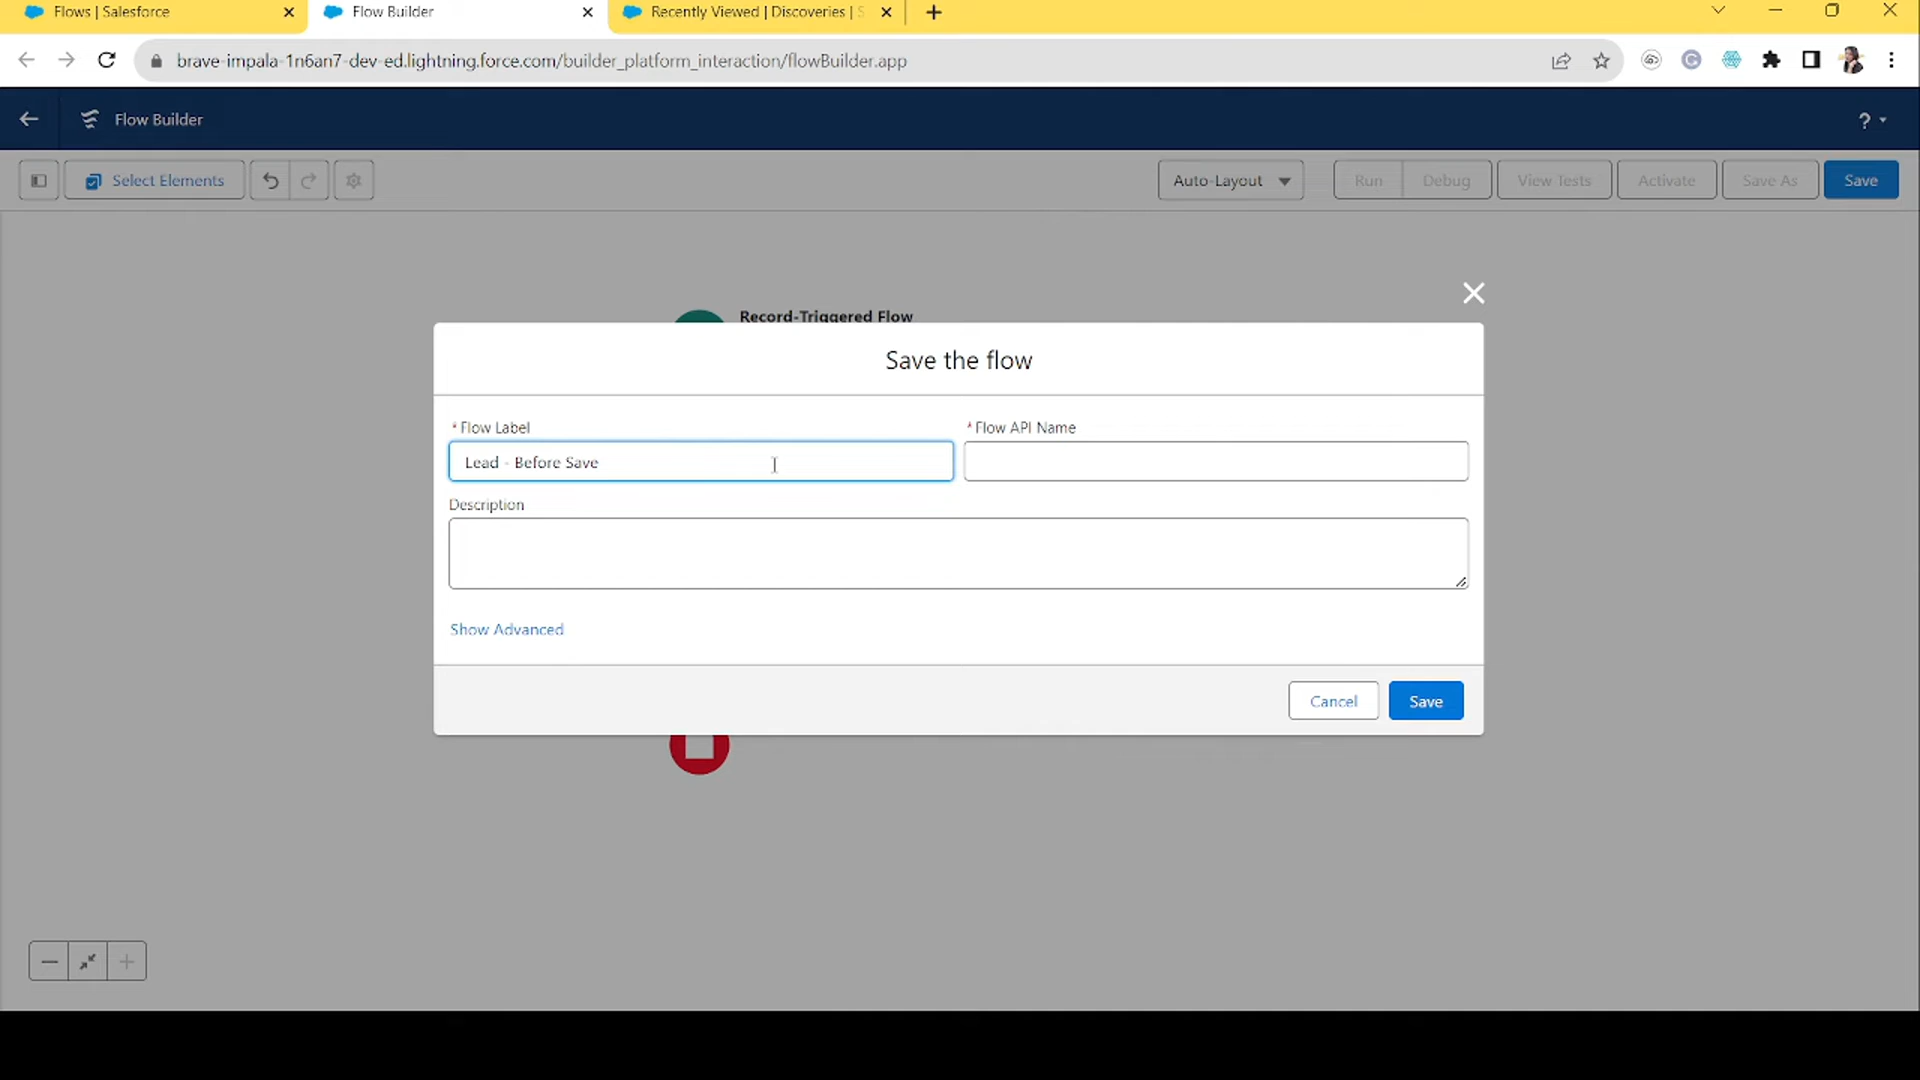 Flows | Salesforce
Flow Builder
Recently Viewed | Discoveries | S
brave-impala-1n6an7-dev-ed.lightning.force.com/builder_platform_interaction/flowBuilder.app
Flow Builder
?
Select Elements
Auto-Layout
Run
Debug
View Tests
Activate
Save As
Save
Record-Triggered Flow
Save the flow
* Flow Label
* Flow API Name
Lead - Before Save
Description
Show Advanced
Cancel
Save